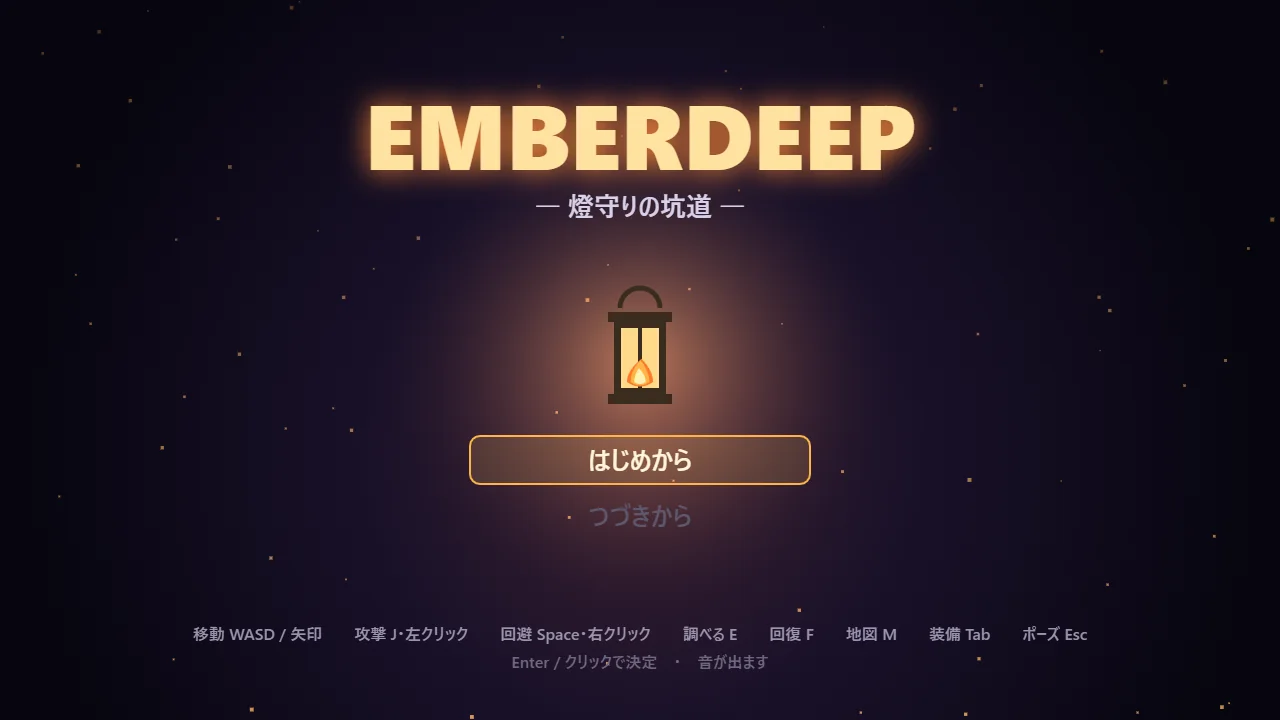 EMBERDEEP
— 燈守りの坑道 —
はじめから
つづきから
移動 WASD / 矢印 攻撃 J・左クリック 回避 Space・右クリック 調べる E 回復 F 地図 M 装備 Tab ポーズ Esc
Enter / クリックで決定 ・ 音が出ます